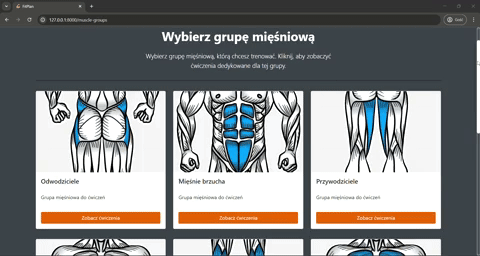 FitPlan
127.0.0.1:8000/muscle-groups
Gość
Wybierz grupę mięśniową
Wybierz grupę mięśniową, którą chcesz trenować. Kliknij, aby zobaczyć
ćwiczenia dedykowane dla tej grupy.
Odwodziciele
Grupa mięśniowa do ćwiczeń
Zobacz ćwiczenia
Mięśnie brzucha
Grupa mięśniowa do ćwiczeń
Zobacz ćwiczenia
Przywodziciele
Grupa mięśniowa do ćwiczeń
Zobacz ćwiczenia